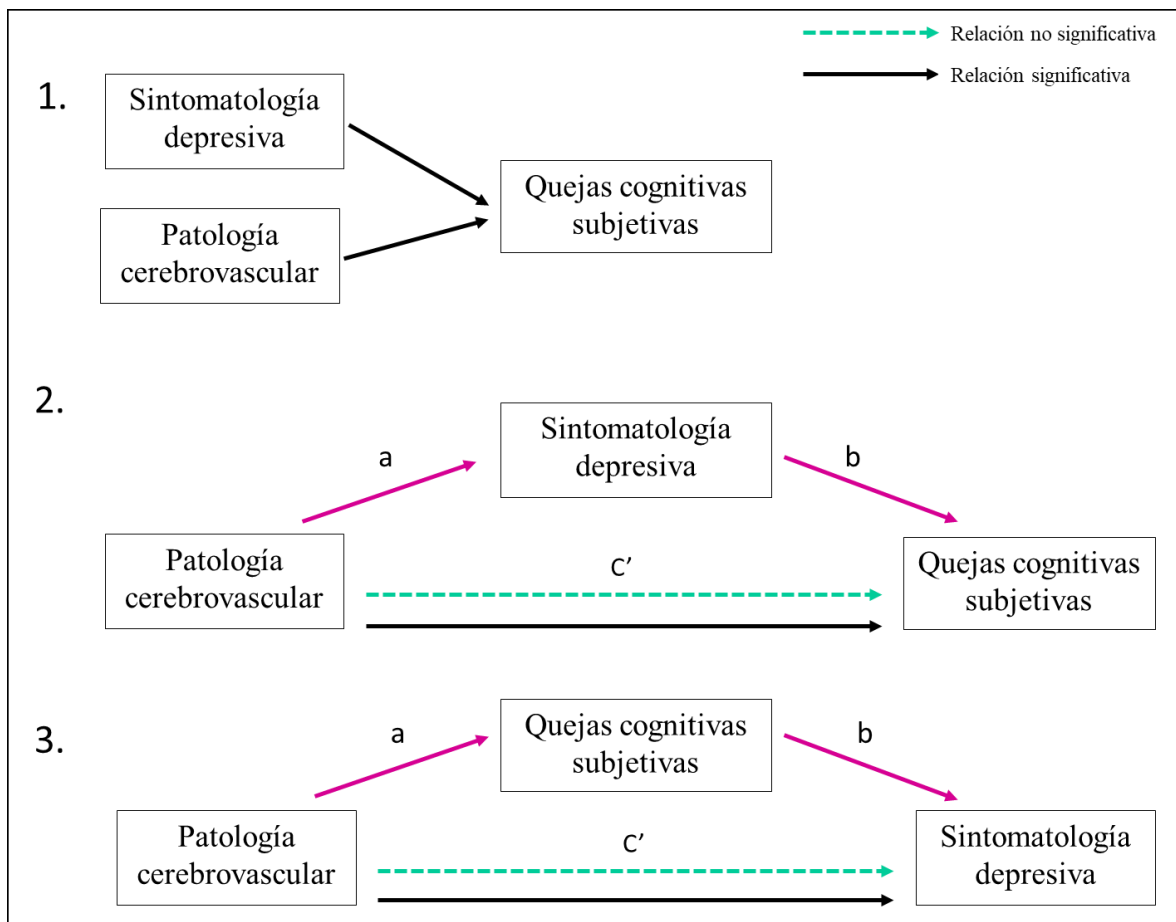 Relación no significativa
Relación significativa
1.
Sintomatología
depresiva
Quejas cognitivas
subjetivas
Patología
cerebrovascular
2.
Sintomatología
depresiva
a
b
Patología
cerebrovascular
C’
Quejas cognitivas
subjetivas
3.
Quejas cognitivas
subjetivas
a
b
Patología
cerebrovascular
C’
Sintomatología
depresiva